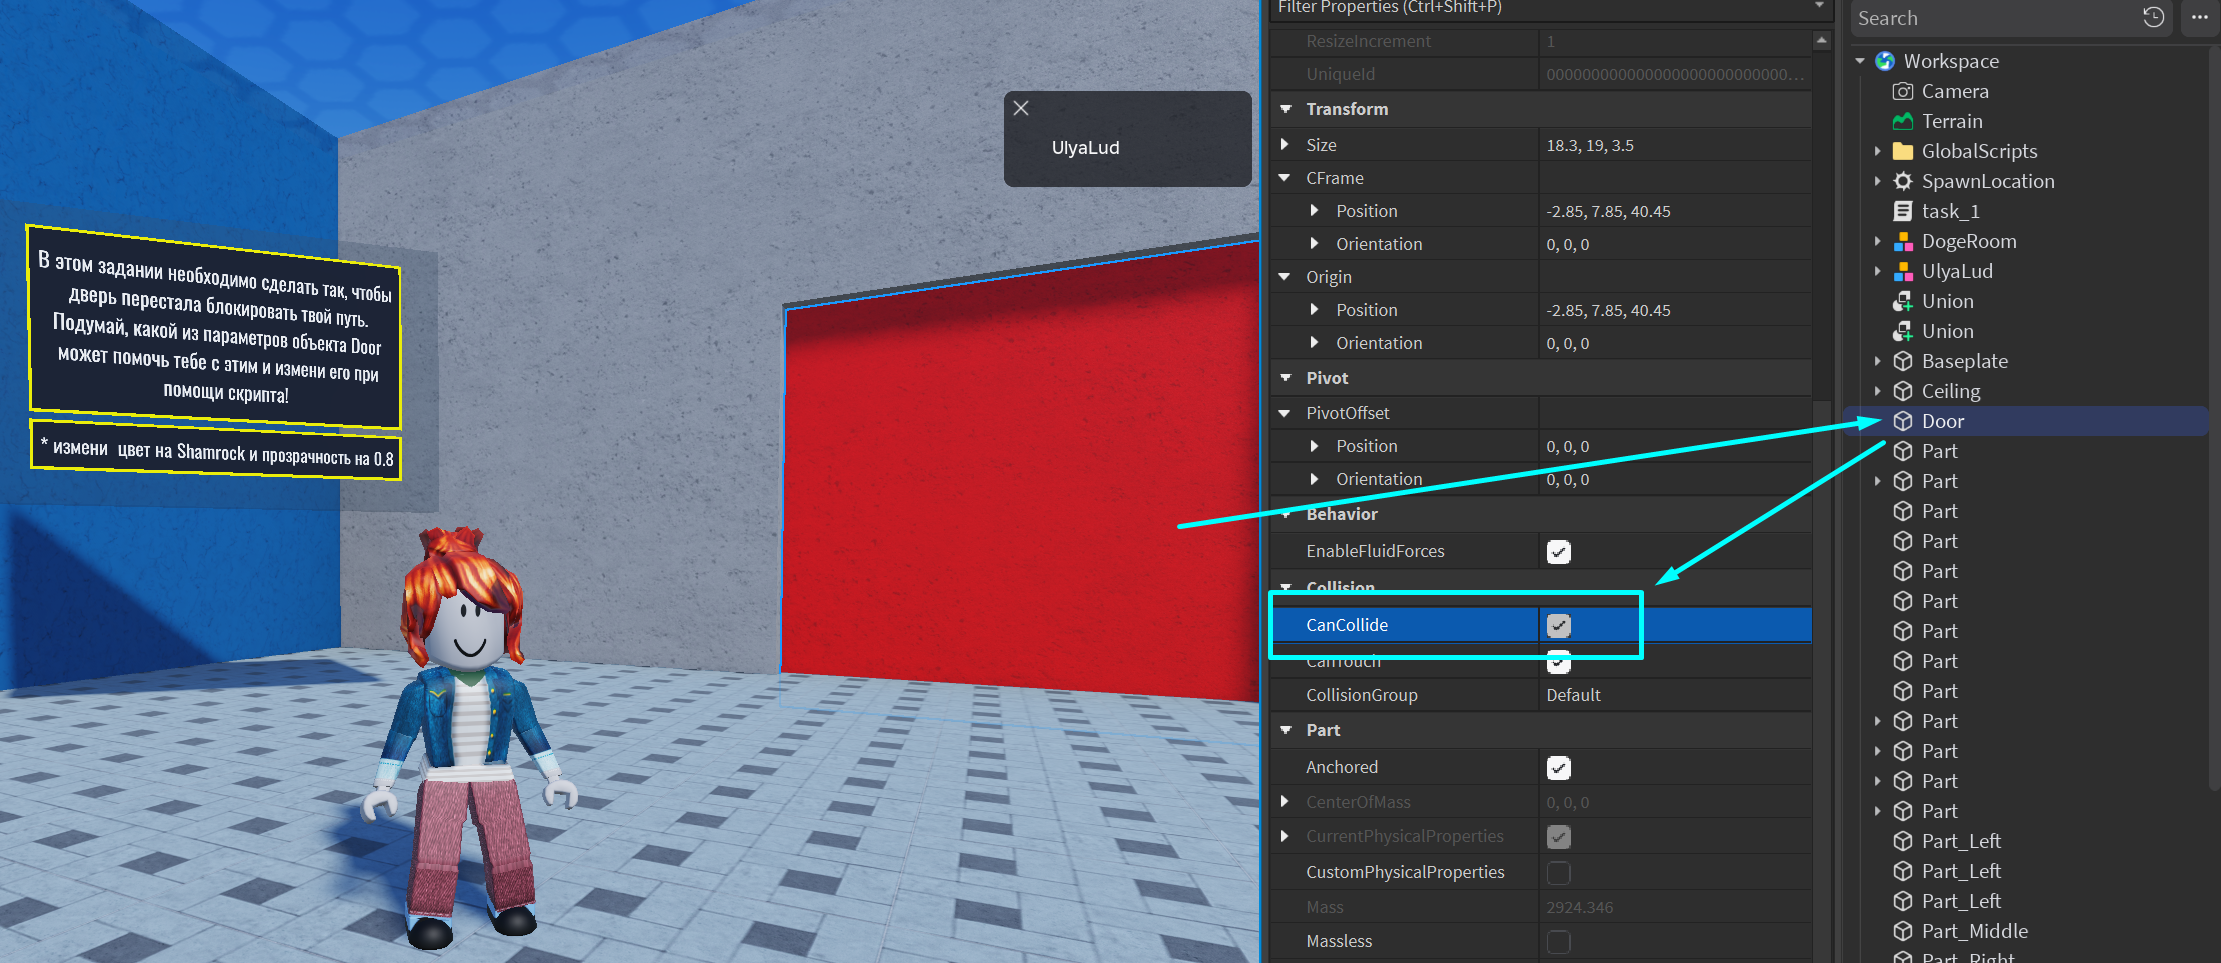 В этом задании необходимо сделать так, чтобы
дверь перестала блокировать твой путь.
Подумай, какой из параметров объекта Door
может помочь тебе с этим и измени его при
помощи скрипта!
* измени цвет на Shamrock и прозрачность на 0.8
UlyaLud
Filter Properties (Ctrl+Shift+P)
ResizeIncrement 1
UniqueId 00000000000000000000000000...
Transform
Size 18.3, 19, 3.5
CFrame
Position -2.85, 7.85, 40.45
Orientation 0, 0, 0
Origin
Position -2.85, 7.85, 40.45
Orientation 0, 0, 0
Pivot
PivotOffset
Position 0, 0, 0
Orientation 0, 0, 0
Behavior
EnableFluidForces
Collision
CanCollide
CanTouch
CollisionGroup Default
Part
Anchored
CenterOfMass 0, 0, 0
CurrentPhysicalProperties
CustomPhysicalProperties
Mass 2924.346
Massless
Search
Workspace
Camera
Terrain
GlobalScripts
SpawnLocation
task_1
DogeRoom
UlyaLud
Union
Union
Baseplate
Ceiling
Door
Part
Part
Part
Part
Part
Part
Part
Part
Part
Part
Part
Part
Part
Part_Left
Part_Left
Part_Left
Part_Middle
Part_Right